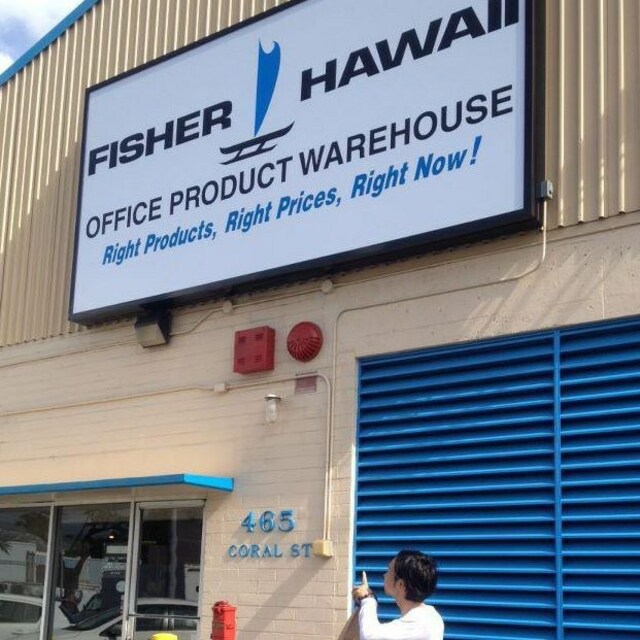 FISHER HAWAII
OFFICE PRODUCT WAREHOUSE
Right Products, Right Prices, Right Now!
465
CORAL ST